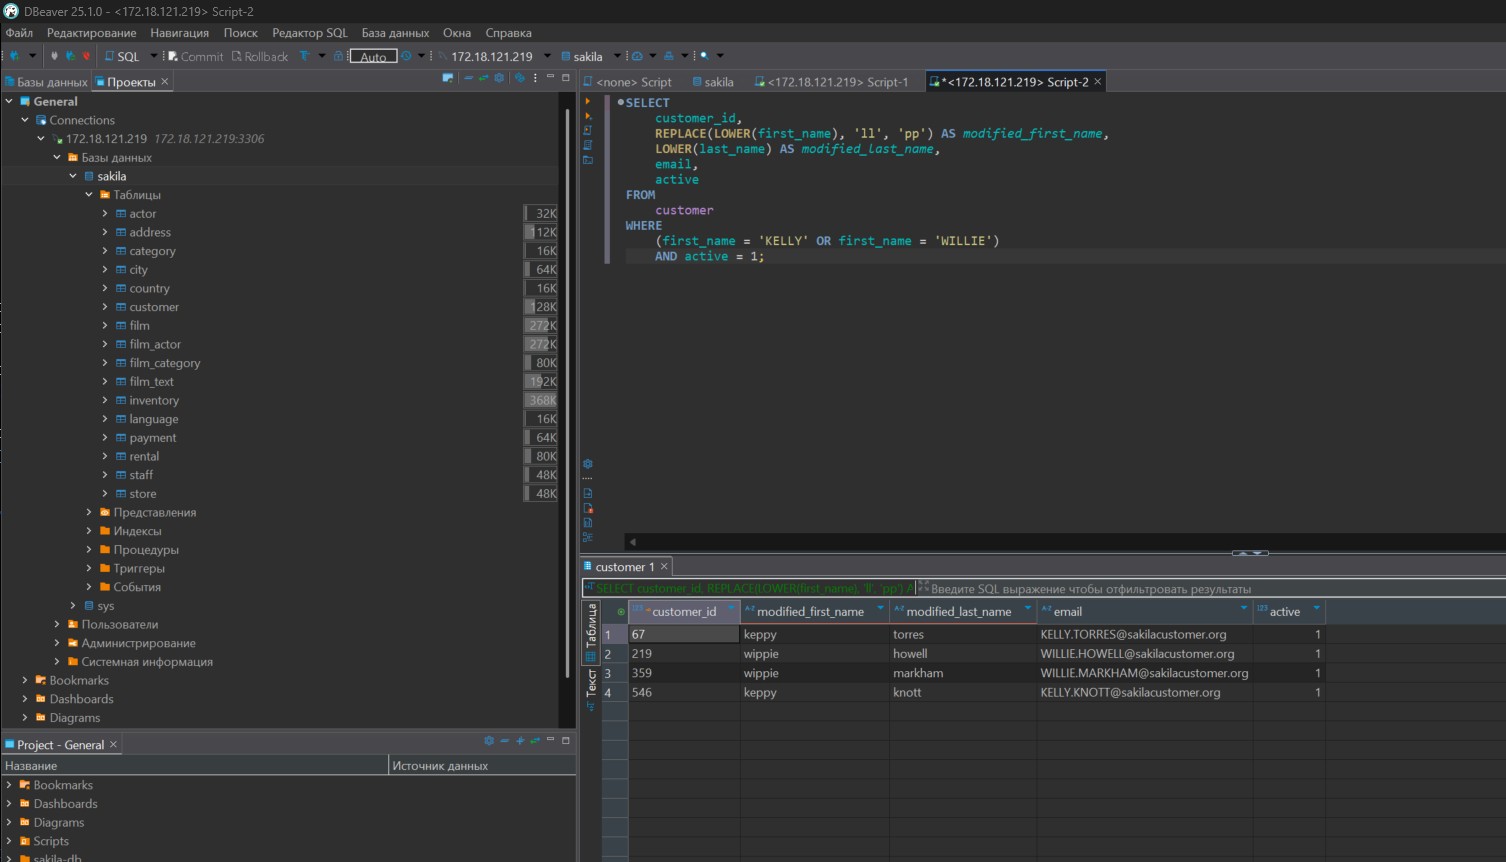 DBeaver 25.1.0 - <172.18.121.219> Script-2
Файл Редактирование Навигация Поиск Редактор SQL База данных Окна Справка
SQL Commit Rollback Auto 172.18.121.219 sakila
Базы данных Проекты
General
Connections
172.18.121.219 172.18.121.219:3306
Базы данных
sakila
Таблицы
actor 32K
address 112K
category 16K
city 64K
country 16K
customer 128K
film 272K
film_actor 272K
film_category 80K
film_text 192K
inventory 368K
language 16K
payment 64K
rental 80K
staff 48K
store 48K
Представления
Индексы
Процедуры
Триггеры
События
sys
Пользователи
Администрирование
Системная информация
Bookmarks
Dashboards
Diagrams
Project - General
Название Источник данных
Bookmarks
Dashboards
Diagrams
Scripts
sakila-db
<none> Script sakila <172.18.121.219> Script-1 *<172.18.121.219> Script-2
SELECT
customer_id,
REPLACE(LOWER(first_name), 'll', 'pp') AS modified_first_name,
LOWER(last_name) AS modified_last_name,
email,
active
FROM
customer
WHERE
(first_name = 'KELLY' OR first_name = 'WILLIE')
AND active = 1;
customer 1
SELECT customer_id, REPLACE(LOWER(first_name), 'll', 'pp') A Введите SQL выражение чтобы отфильтровать результаты
Таблица
Текст
123 customer_id A-Z modified_first_name A-Z modified_last_name A-Z email 123 active
1 67 keppy torres KELLY.TORRES@sakilacustomer.org 1
2 219 wippie howell WILLIE.HOWELL@sakilacustomer.org 1
3 359 wippie markham WILLIE.MARKHAM@sakilacustomer.org 1
4 546 keppy knott KELLY.KNOTT@sakilacustomer.org 1